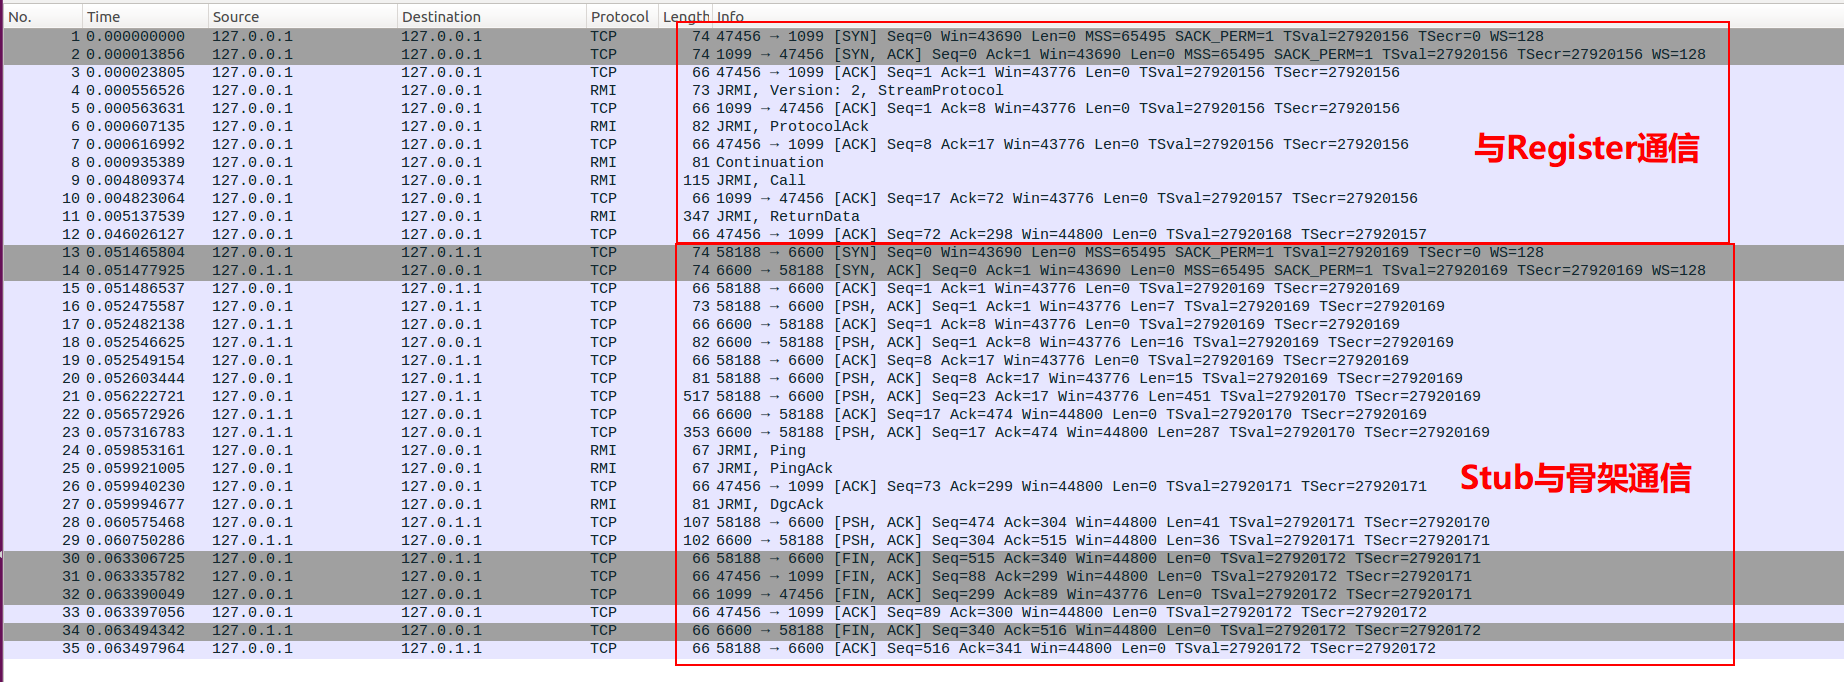 No. Time Source Destination Protocol Length Info
1 0.000000000 127.0.0.1 127.0.0.1 TCP 74 47456 → 1099 [SYN] Seq=0 Win=43690 Len=0 MSS=65495 SACK_PERM=1 TSval=27920156 TSecr=0 WS=128
2 0.000013856 127.0.0.1 127.0.0.1 TCP 74 1099 → 47456 [SYN, ACK] Seq=0 Ack=1 Win=43690 Len=0 MSS=65495 SACK_PERM=1 TSval=27920156 TSecr=27920156 WS=128
3 0.000023805 127.0.0.1 127.0.0.1 TCP 66 47456 → 1099 [ACK] Seq=1 Ack=1 Win=43776 Len=0 TSval=27920156 TSecr=27920156
4 0.000556526 127.0.0.1 127.0.0.1 RMI 73 JRMI, Version: 2, StreamProtocol
5 0.000563631 127.0.0.1 127.0.0.1 TCP 66 1099 → 47456 [ACK] Seq=1 Ack=8 Win=43776 Len=0 TSval=27920156 TSecr=27920156
6 0.000607135 127.0.0.1 127.0.0.1 RMI 82 JRMI, ProtocolAck
7 0.000616992 127.0.0.1 127.0.0.1 TCP 66 47456 → 1099 [ACK] Seq=8 Ack=17 Win=43776 Len=0 TSval=27920156 TSecr=27920156
与Register通信
8 0.000935389 127.0.0.1 127.0.0.1 RMI 81 Continuation
9 0.004809374 127.0.0.1 127.0.0.1 RMI 115 JRMI, Call
10 0.004823064 127.0.0.1 127.0.0.1 TCP 66 1099 → 47456 [ACK] Seq=17 Ack=72 Win=43776 Len=0 TSval=27920157 TSecr=27920156
11 0.005137539 127.0.0.1 127.0.0.1 RMI 347 JRMI, ReturnData
12 0.046026127 127.0.0.1 127.0.0.1 TCP 66 47456 → 1099 [ACK] Seq=72 Ack=298 Win=44800 Len=0 TSval=27920168 TSecr=27920157
13 0.051465804 127.0.0.1 127.0.1.1 TCP 74 58188 → 6600 [SYN] Seq=0 Win=43690 Len=0 MSS=65495 SACK_PERM=1 TSval=27920169 TSecr=0 WS=128
14 0.051477925 127.0.1.1 127.0.0.1 TCP 74 6600 → 58188 [SYN, ACK] Seq=0 Ack=1 Win=43690 Len=0 MSS=65495 SACK_PERM=1 TSval=27920169 TSecr=27920169 WS=128
15 0.051486537 127.0.0.1 127.0.1.1 TCP 66 58188 → 6600 [ACK] Seq=1 Ack=1 Win=43776 Len=0 TSval=27920169 TSecr=27920169
16 0.052475587 127.0.0.1 127.0.1.1 TCP 73 58188 → 6600 [PSH, ACK] Seq=1 Ack=1 Win=43776 Len=7 TSval=27920169 TSecr=27920169
17 0.052482138 127.0.1.1 127.0.0.1 TCP 66 6600 → 58188 [ACK] Seq=1 Ack=8 Win=43776 Len=0 TSval=27920169 TSecr=27920169
18 0.052546625 127.0.1.1 127.0.0.1 TCP 82 6600 → 58188 [PSH, ACK] Seq=1 Ack=8 Win=43776 Len=16 TSval=27920169 TSecr=27920169
19 0.052549154 127.0.0.1 127.0.1.1 TCP 66 58188 → 6600 [ACK] Seq=8 Ack=17 Win=43776 Len=0 TSval=27920169 TSecr=27920169
20 0.052603444 127.0.0.1 127.0.1.1 TCP 81 58188 → 6600 [PSH, ACK] Seq=8 Ack=17 Win=43776 Len=15 TSval=27920169 TSecr=27920169
21 0.056222721 127.0.0.1 127.0.1.1 TCP 517 58188 → 6600 [PSH, ACK] Seq=23 Ack=17 Win=43776 Len=451 TSval=27920170 TSecr=27920169
22 0.056572926 127.0.1.1 127.0.0.1 TCP 66 6600 → 58188 [ACK] Seq=17 Ack=474 Win=44800 Len=0 TSval=27920170 TSecr=27920169
23 0.057316783 127.0.1.1 127.0.0.1 TCP 353 6600 → 58188 [PSH, ACK] Seq=17 Ack=474 Win=44800 Len=287 TSval=27920170 TSecr=27920169
24 0.059853161 127.0.0.1 127.0.0.1 RMI 67 JRMI, Ping
25 0.059921005 127.0.0.1 127.0.0.1 RMI 67 JRMI, PingAck
Stub与骨架通信
26 0.059940230 127.0.0.1 127.0.0.1 TCP 66 47456 → 1099 [ACK] Seq=73 Ack=299 Win=44800 Len=0 TSval=27920171 TSecr=27920171
27 0.059994677 127.0.0.1 127.0.0.1 RMI 81 JRMI, DgcAck
28 0.060575468 127.0.0.1 127.0.1.1 TCP 107 58188 → 6600 [PSH, ACK] Seq=474 Ack=304 Win=44800 Len=41 TSval=27920171 TSecr=27920170
29 0.060750286 127.0.1.1 127.0.0.1 TCP 102 6600 → 58188 [PSH, ACK] Seq=304 Ack=515 Win=44800 Len=36 TSval=27920171 TSecr=27920171
30 0.063306725 127.0.0.1 127.0.1.1 TCP 66 58188 → 6600 [FIN, ACK] Seq=515 Ack=340 Win=44800 Len=0 TSval=27920172 TSecr=27920171
31 0.063335782 127.0.0.1 127.0.0.1 TCP 66 47456 → 1099 [FIN, ACK] Seq=88 Ack=299 Win=44800 Len=0 TSval=27920172 TSecr=27920171
32 0.063390049 127.0.0.1 127.0.0.1 TCP 66 1099 → 47456 [FIN, ACK] Seq=299 Ack=89 Win=43776 Len=0 TSval=27920172 TSecr=27920171
33 0.063397056 127.0.0.1 127.0.0.1 TCP 66 47456 → 1099 [ACK] Seq=89 Ack=300 Win=44800 Len=0 TSval=27920172 TSecr=27920172
34 0.063494342 127.0.1.1 127.0.0.1 TCP 66 6600 → 58188 [FIN, ACK] Seq=340 Ack=516 Win=44800 Len=0 TSval=27920172 TSecr=27920172
35 0.063497964 127.0.0.1 127.0.1.1 TCP 66 58188 → 6600 [ACK] Seq=516 Ack=341 Win=44800 Len=0 TSval=27920172 TSecr=27920172